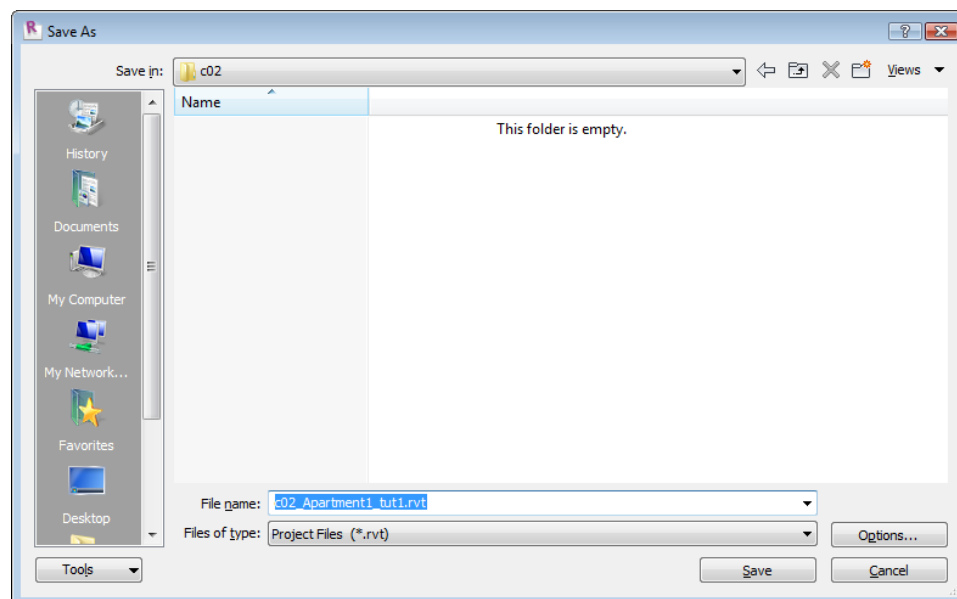 Save As
Save in: c02 Views
Name
This folder is empty.
History
Documents
My Computer
My Network...
Favorites
Desktop
File name: c02_Apartment1_tut1.rvt
Files of type: Project Files (*.rvt) Options...
Tools Save Cancel